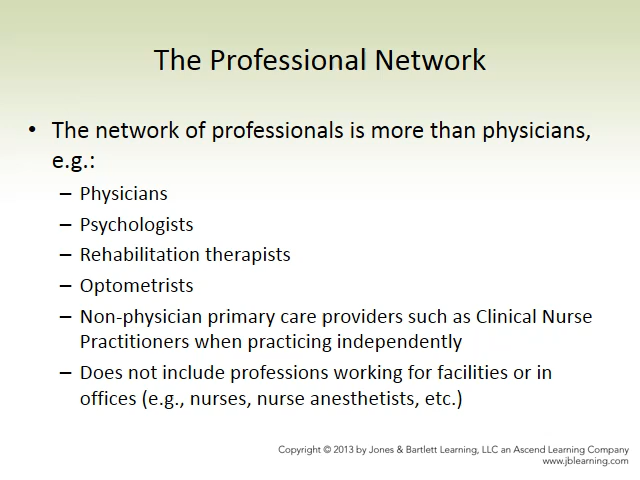 The Professional Network
• The network of professionals is more than physicians,
e.g.:
– Physicians
– Psychologists
– Rehabilitation therapists
– Optometrists
– Non-physician primary care providers such as Clinical Nurse
Practitioners when practicing independently
– Does not include professions working for facilities or in
offices (e.g., nurses, nurse anesthetists, etc.)
Copyright © 2013 by Jones & Bartlett Learning, LLC an Ascend Learning Company
www.jblearning.com